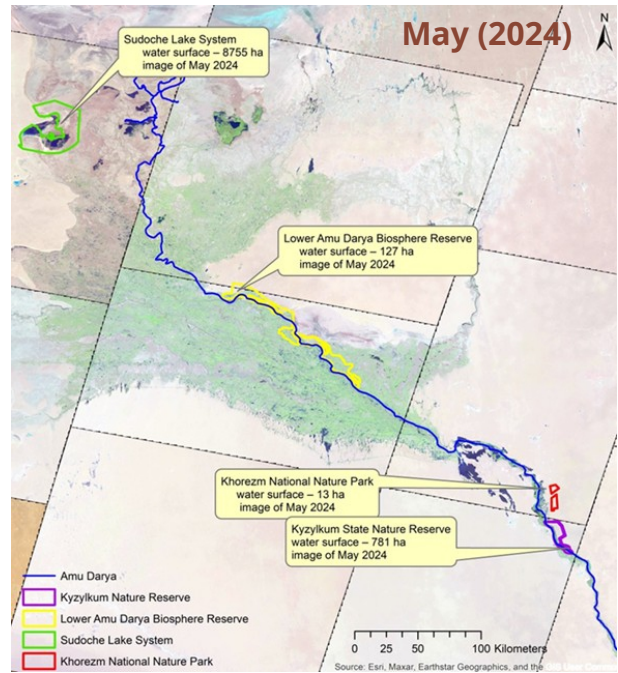 May (2024)
N
Sudoche Lake System
water surface – 8755 ha
image of May 2024
Lower Amu Darya Biosphere Reserve
water surface – 127 ha
image of May 2024
Khorezm National Nature Park
water surface – 13 ha
image of May 2024
Kyzylkum State Nature Reserve
water surface – 781 ha
image of May 2024
Amu Darya
Kyzylkum Nature Reserve
Lower Amu Darya Biosphere Reserve
Sudoche Lake System
Khorezm National Nature Park
0 25 50 100 Kilometers
Source: Esri, Maxar, Earthstar Geographics, and the GIS User